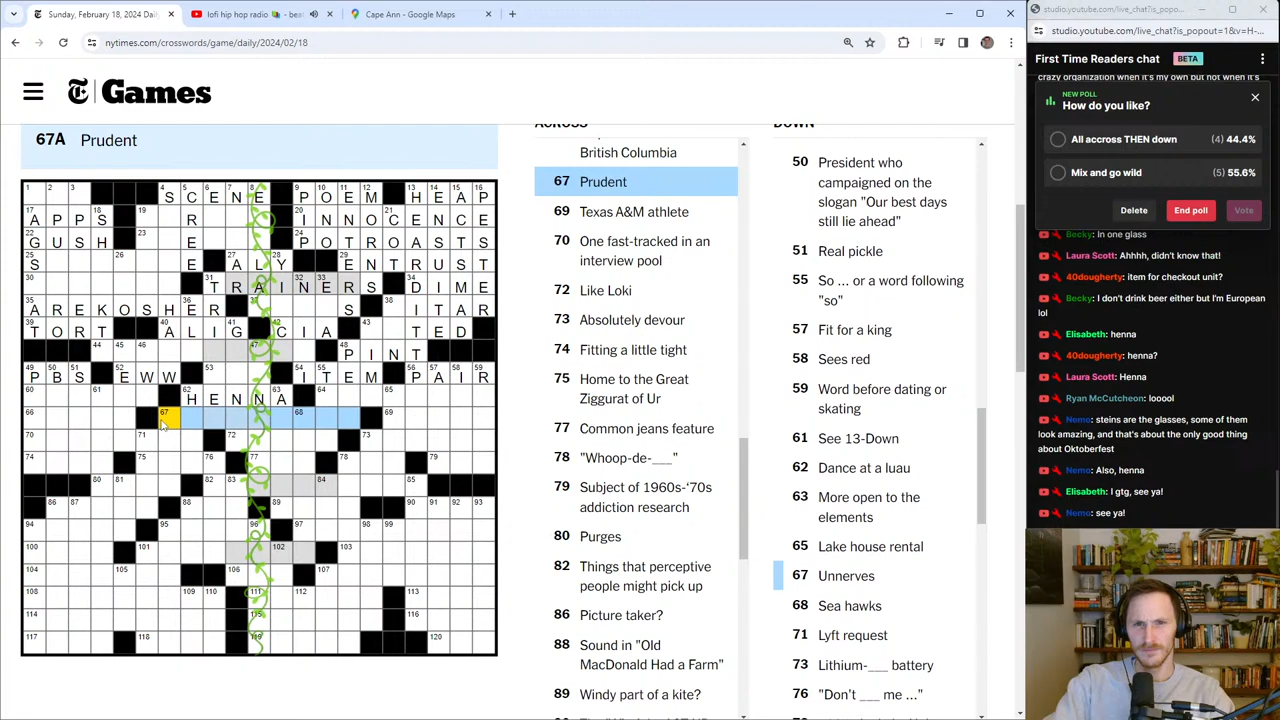 Sunday, February 18, 2024 Daily
lofi hip hop radio - bes
Cape Ann - Google Maps
studio.youtube.com/live_chat?is_popout=1&v=H-...
nytimes.com/crosswords/game/daily/2024/02/18
studio.youtube.com/live_chat?is_popout=1&v=H-...
First Time Readers chat
BETA
crazy organization when it's my own but not when it's
Games
NEW POLL
How do you like?
All accross THEN down (4) 44.4%
Mix and go wild (5) 55.6%
Delete
End poll
Vote
67A Prudent
ACROSS
British Columbia
67 Prudent
69 Texas A&M athlete
70 One fast-tracked in an
interview pool
72 Like Loki
73 Absolutely devour
74 Fitting a little tight
75 Home to the Great
Ziggurat of Ur
77 Common jeans feature
78 "Whoop-de-___"
79 Subject of 1960s-'70s
addiction research
80 Purges
82 Things that perceptive
people might pick up
86 Picture taker?
88 Sound in "Old
MacDonald Had a Farm"
89 Windy part of a kite?
DOWN
50 President who
campaigned on the
slogan "Our best days
still lie ahead"
51 Real pickle
55 So ... or a word following
"so"
57 Fit for a king
58 Sees red
59 Word before dating or
skating
61 See 13-Down
62 Dance at a luau
63 More open to the
elements
65 Lake house rental
67 Unnerves
68 Sea hawks
71 Lyft request
73 Lithium-___ battery
76 "Don't ___ me ..."
Becky: In one glass
Laura Scott: Ahhhh, didn't know that!
40dougherty: item for checkout unit?
Becky: I don't drink beer either but I'm European
lol
Elisabeth: henna
40dougherty: henna?
Laura Scott: Henna
Ryan McCutcheon: looool
Nemo: steins are the glasses, some of them
look amazing, and that's about the only good thing
about Oktoberfest
Nemo: Also, henna
Elisabeth: I gtg, see ya!
Nemo: see ya!
SCENE POEM HEAP
APPS R INNOCENCE
GUSH E POTROASTS
S E ALY ENTRUST
TRAINEES DIME
AREKOSHER S IAN
TORT ALIG CIA TED
PINT
PBS EWW IT PAIR
HENNA